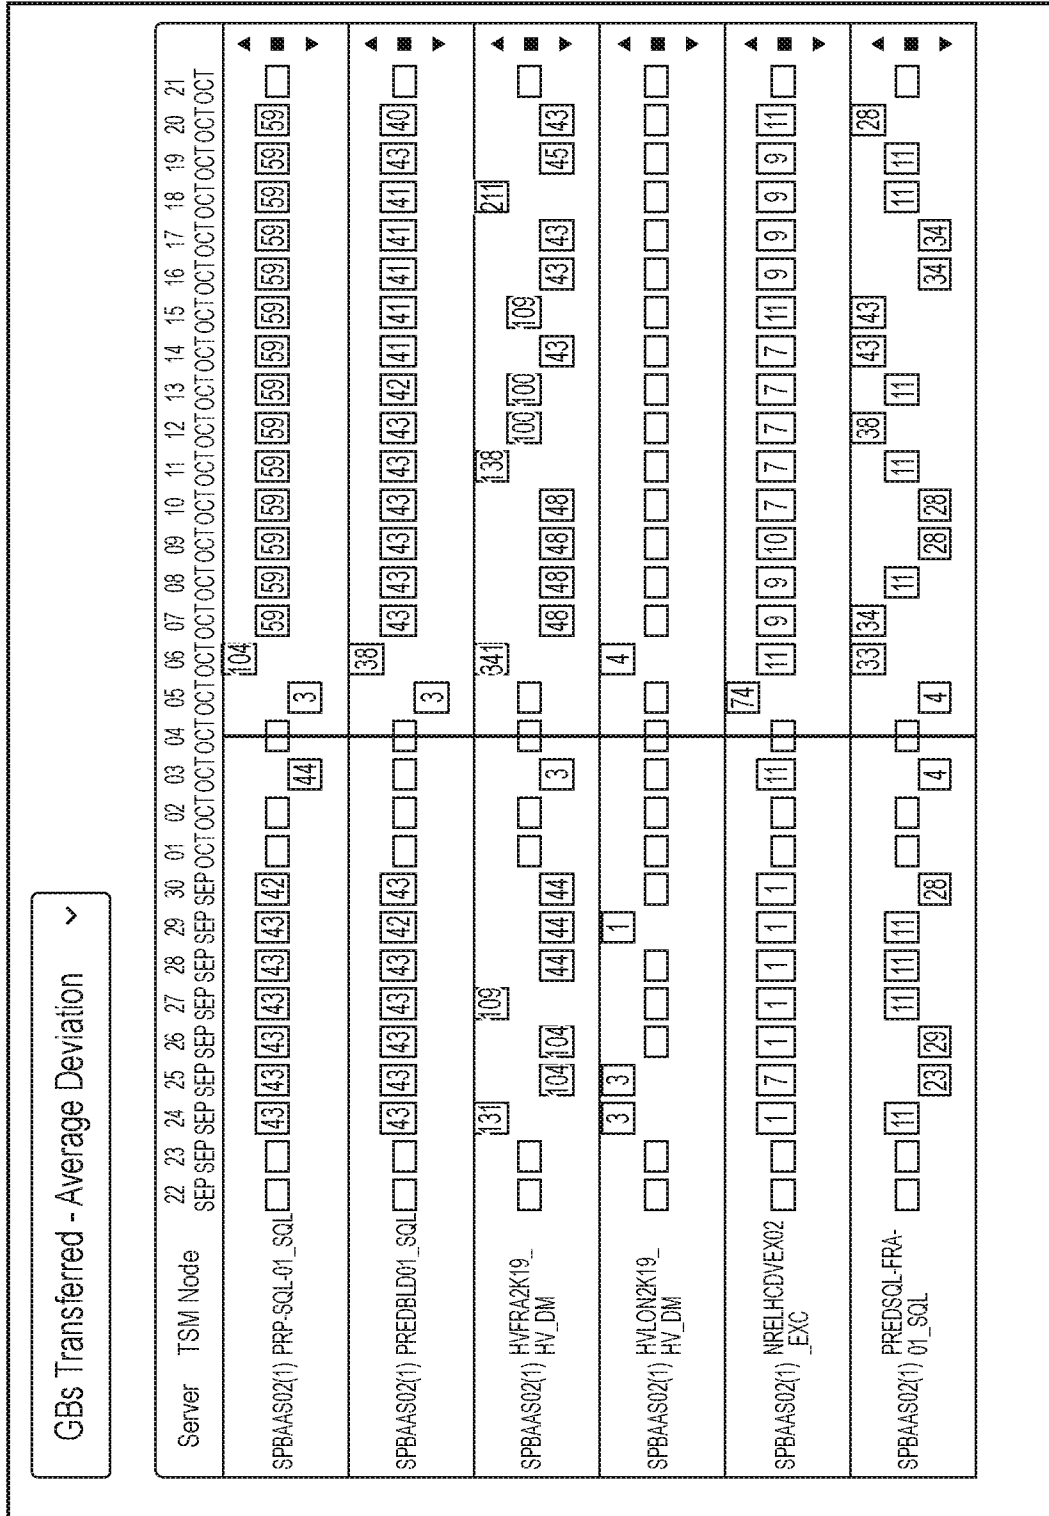 GBs Transferred - Average Deviation
Server TSM Node 22 23 24 25 26 27 28 29 30 01 02 03 04 05 06 07 08 09 10 11 12 13 14 15 16 17 18 19 20 21
SEP SEP SEP SEP SEP SEP SEP SEP SEP OCT OCT OCT OCT OCT OCT OCT OCT OCT OCT OCT OCT OCT OCT OCT OCT OCT OCT OCT OCT OCT
SPBAAS02(1) PRP-SQL-01_SQL 43 43 43 43 43 43 42 44 3 104 59 59 59 59 59 59 59 59 59 59 59 59 59 59
SPBAAS02(1) PREDBLD01_SQL 43 43 43 43 43 42 43 3 38 43 43 43 43 43 43 42 41 41 41 41 41 43 40
SPBAAS02(1) HVFRA2K19_ 131 104 104 109 44 44 44 3 341 48 48 48 48 138 100 100 43 109 43 43 211 45 43
HV_DM
SPBAAS02(1) HVLON2K19_ 3 3 1 4
HV_DM
SPBAAS02(1) NRELHCDVEX02 1 7 1 1 1 1 1 11 74 11 9 9 10 7 7 7 7 7 11 9 9 9 9 11
_EXC
SPBAAS02(1) PREDSQL-FRA- 11 23 29 11 11 11 28 4 4 33 34 11 28 28 11 38 11 43 43 34 34 11 11 28
01_SQL